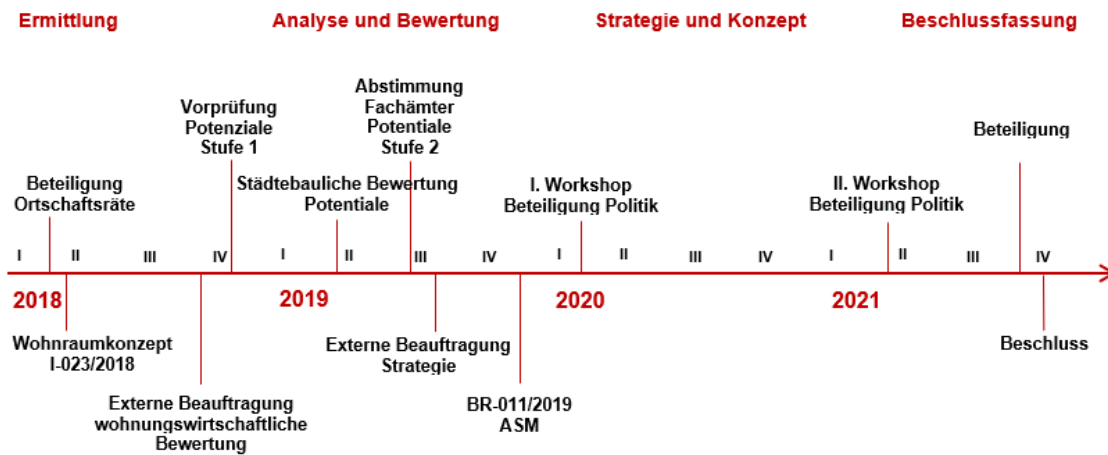 Ermittlung
Analyse und Bewertung
Strategie und Konzept
Beschlussfassung
Vorprüfung
Potenziale
Stufe 1
Abstimmung
Fachämter
Potentiale
Stufe 2
Beteiligung
Beteiligung
Ortschaftsräte
Städtebauliche Bewertung
Potentiale
I. Workshop
Beteiligung Politik
II. Workshop
Beteiligung Politik
I II III IV I II III IV I II III IV I II III IV
2018 2019 2020 2021
Wohnraumkonzept
I-023/2018
Externe Beauftragung
Strategie
Beschluss
Externe Beauftragung
wohnungswirtschaftliche
Bewertung
BR-011/2019
ASM